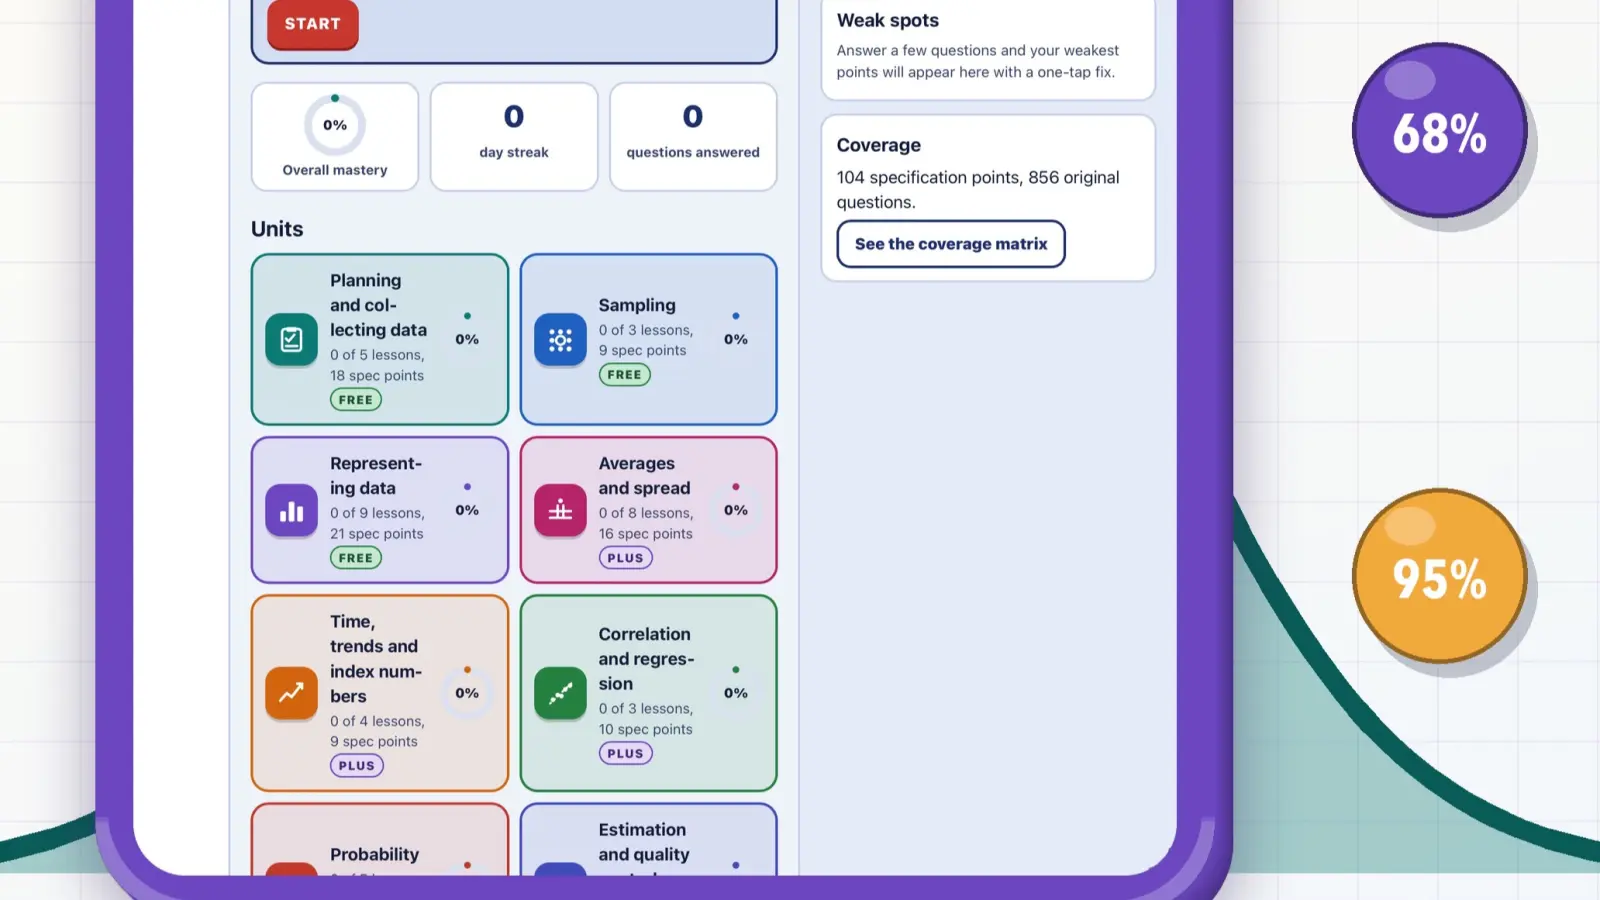 START
0%
Overall mastery
0
day streak
0
questions answered
Units
Planning
and col-
lecting data
0 of 5 lessons,
18 spec points
FREE
0%
Sampling
0 of 3 lessons,
9 spec points
FREE
0%
Represent-
ing data
0 of 9 lessons,
21 spec points
FREE
0%
Averages
and spread
0 of 8 lessons,
16 spec points
PLUS
0%
Time,
trends and
index num-
bers
0 of 4 lessons,
9 spec points
PLUS
0%
Correlation
and regres-
sion
0 of 3 lessons,
10 spec points
PLUS
0%
Probability
Estimation
and quality
Weak spots
Answer a few questions and your weakest
points will appear here with a one-tap fix.
Coverage
104 specification points, 856 original
questions.
See the coverage matrix
68%
95%